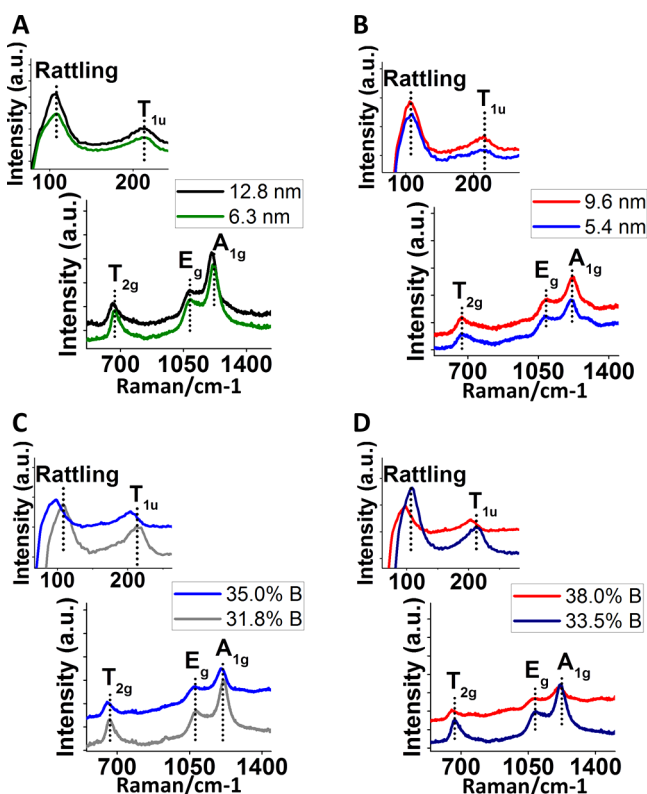 A
Intensity (a.u.)
Rattling
T1u
100 200
12.8 nm
6.3 nm
Intensity (a.u.)
T2g
Eg
A1g
700 1050 1400
Raman/cm-1
B
Intensity (a.u.)
Rattling
T1u
100 200
9.6 nm
5.4 nm
Intensity (a.u.)
T2g
Eg
A1g
700 1050 1400
Raman/cm-1
C
Intensity (a.u.)
Rattling
T1u
100 200
35.0% B
31.8% B
Intensity (a.u.)
T2g
Eg
A1g
700 1050 1400
Raman/cm-1
D
Intensity (a.u.)
Rattling
T1u
100 200
38.0% B
33.5% B
Intensity (a.u.)
T2g
Eg
A1g
700 1050 1400
Raman/cm-1